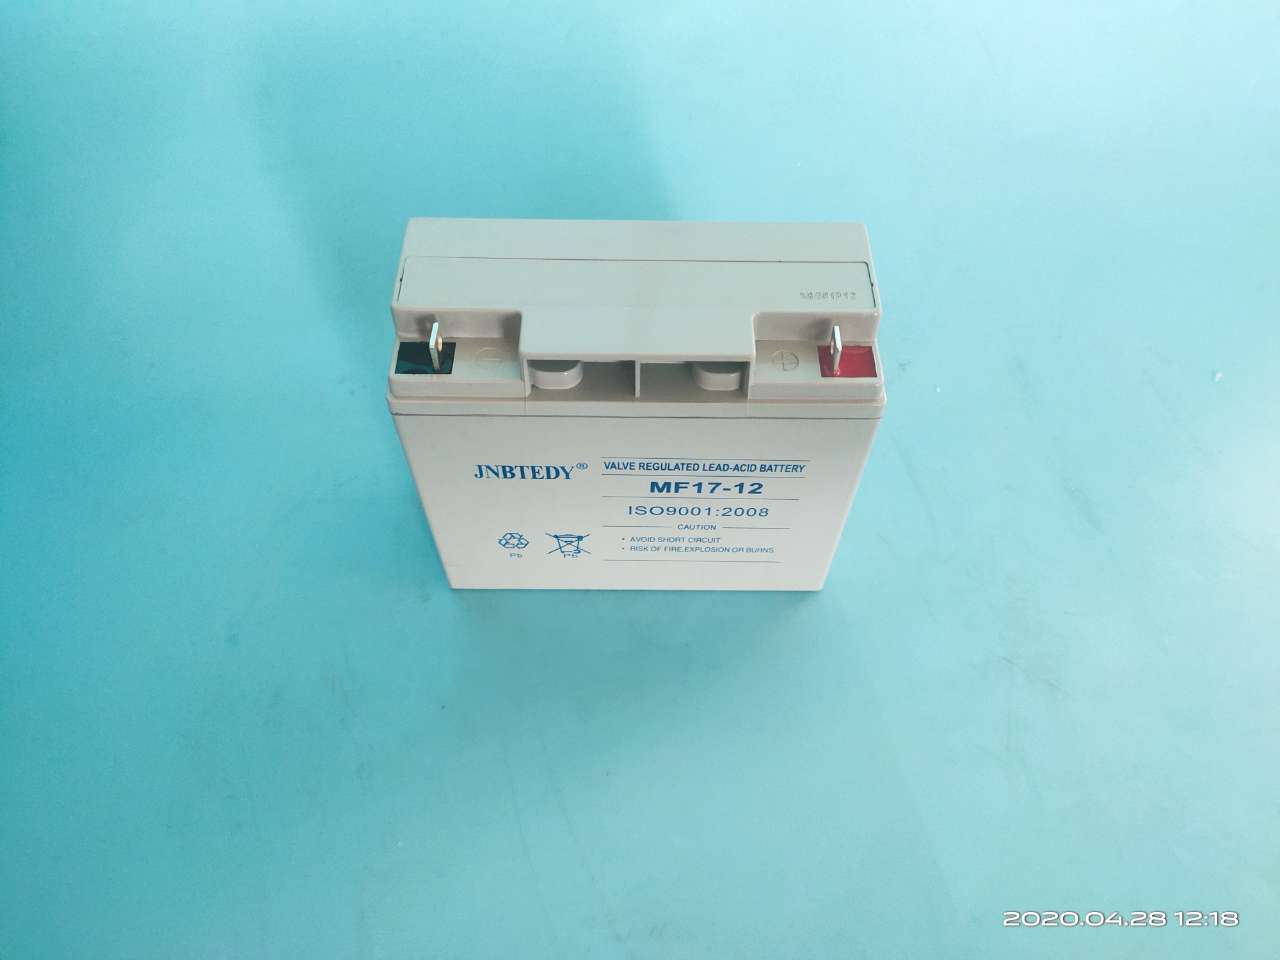 JNBTEDY®
VALVE REGULATED LEAD-ACID BATTERY
MF17-12
ISO9001:2008
CAUTION
• AVOID SHORT CIRCUIT
• RISK OF FIRE,EXPLOSION OR BURNS
Pb
Pb
2020.04.28 12:18